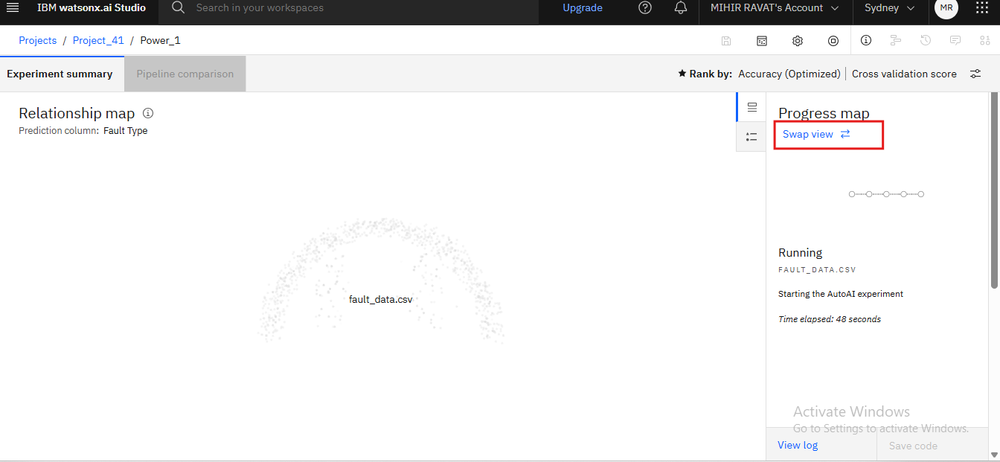 IBM watsonx.ai Studio
Search in your workspaces
Upgrade
MIHIR RAVAT's Account
Sydney
MR
Projects / Project_41 / Power_1
Experiment summary
Pipeline comparison
Rank by: Accuracy (Optimized) | Cross validation score
Relationship map
Prediction column: Fault Type
fault_data.csv
Progress map
Swap view
Running
FAULT_DATA.CSV
Starting the AutoAI experiment
Time elapsed: 48 seconds
Activate Windows
Go to Settings to activate Windows.
View log
Save code